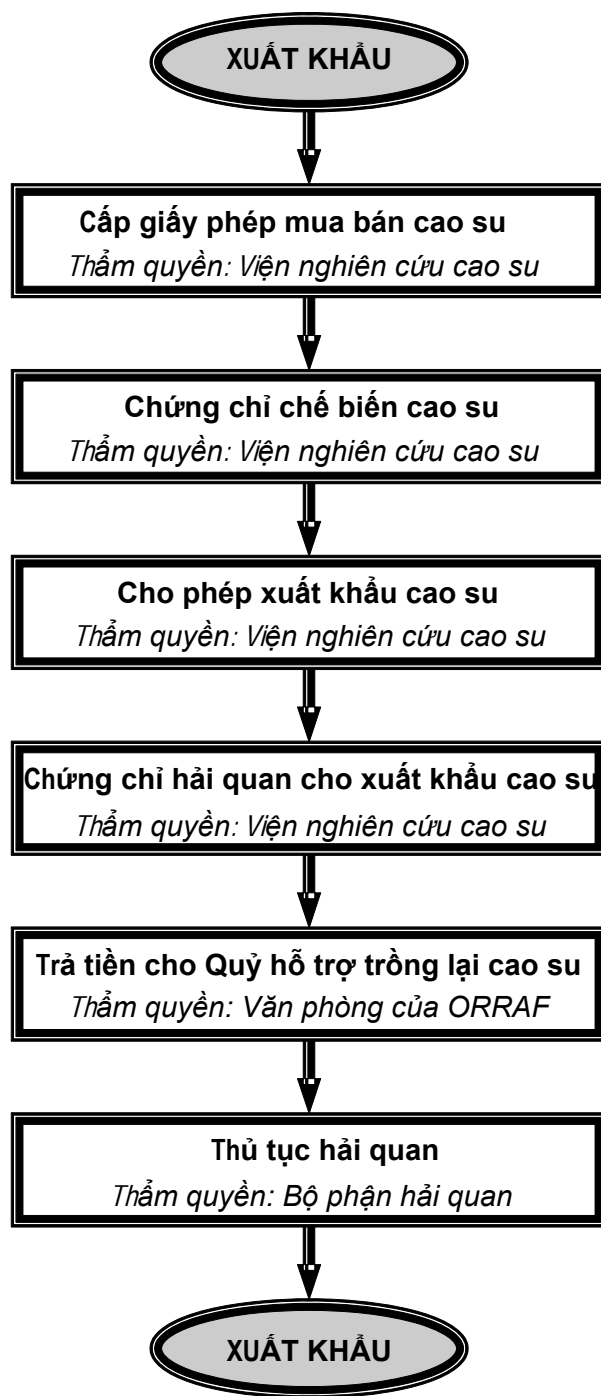 XUẤT KHẨU
Cấp giấy phép mua bán cao su
Thẩm quyền: Viện nghiên cứu cao su
Chứng chỉ chế biến cao su
Thẩm quyền: Viện nghiên cứu cao su
Cho phép xuất khẩu cao su
Thẩm quyền: Viện nghiên cứu cao su
Chứng chỉ hải quan cho xuất khẩu cao su
Thẩm quyền: Viện nghiên cứu cao su
Trả tiền cho Quỷ hỗ trợ trồng lại cao su
Thẩm quyền: Văn phòng của ORRAF
Thủ tục hải quan
Thẩm quyền: Bộ phận hải quan
XUẤT KHẨU